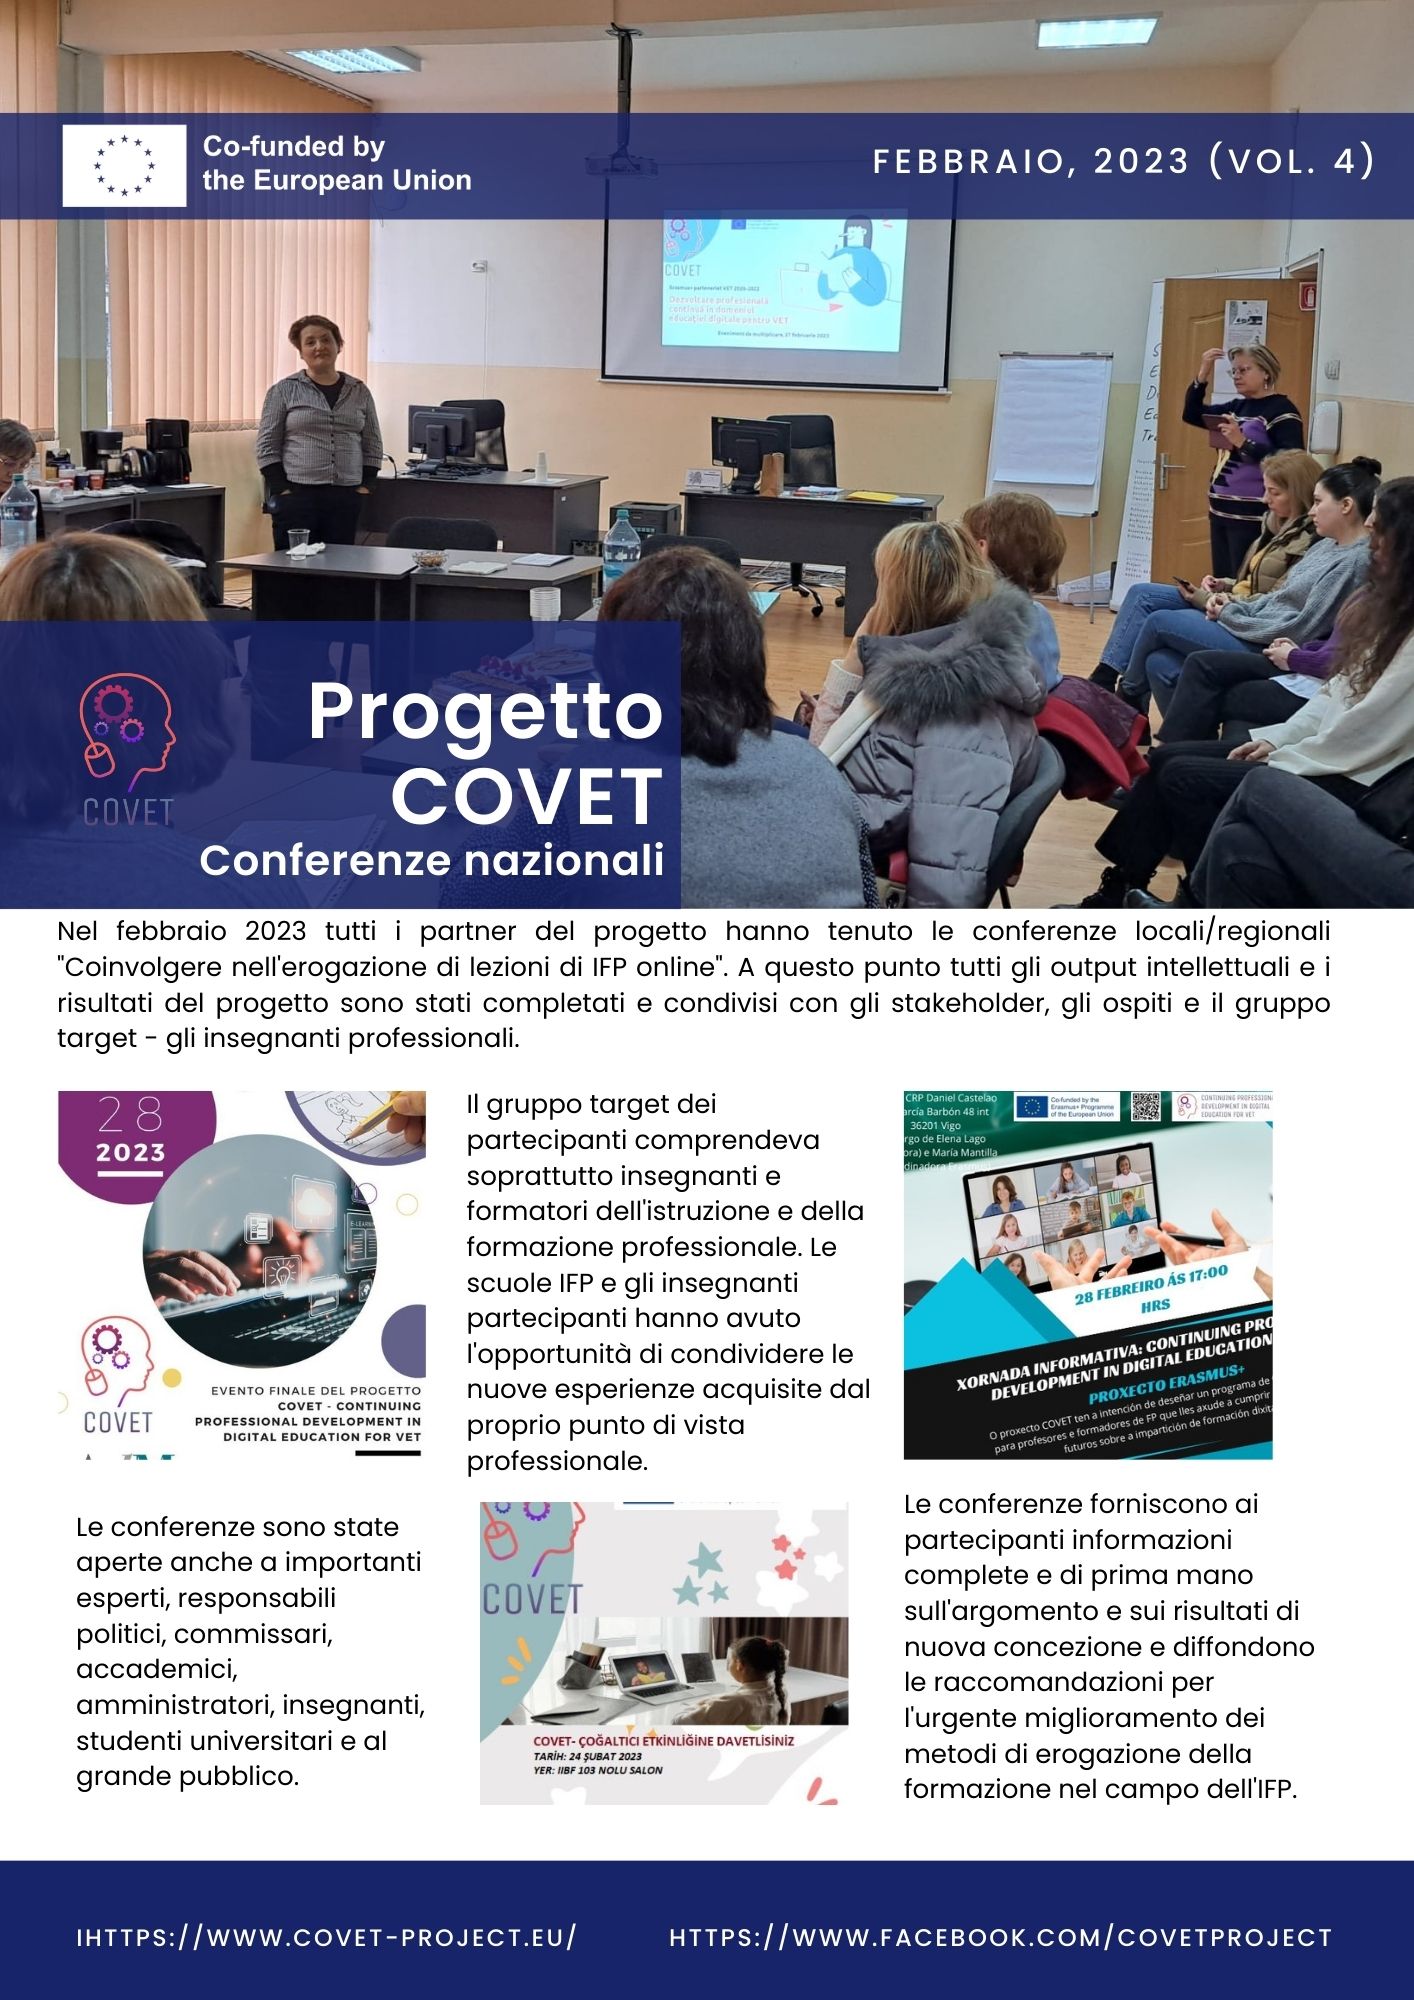 Co-funded by
the European Union
FEBBRAIO, 2023 (VOL. 4)
COVET
Erasmus+ parteneriat VET 2020-2022
Dezvoltare profesională
continuă în domeniul
educației digitale pentru VET
Eveniment de multiplicare, 27 februarie 2023
Progetto
COVET
Conferenze nazionali
COVET
Nel febbraio 2023 tutti i partner del progetto hanno tenuto le conferenze locali/regionali
"Coinvolgere nell'erogazione di lezioni di IFP online". A questo punto tutti gli output intellettuali e i
risultati del progetto sono stati completati e condivisi con gli stakeholder, gli ospiti e il gruppo
target - gli insegnanti professionali.
28
2023
E-LEARN
COVET
EVENTO FINALE DEL PROGETTO
COVET - CONTINUING
PROFESSIONAL DEVELOPMENT IN
DIGITAL EDUCATION FOR VET
Il gruppo target dei
partecipanti comprendeva
soprattutto insegnanti e
formatori dell'istruzione e della
formazione professionale. Le
scuole IFP e gli insegnanti
partecipanti hanno avuto
l'opportunità di condividere le
nuove esperienze acquisite dal
proprio punto di vista
professionale.
CRP Daniel Castelao
arcía Barbón 48 int
36201 Vigo
rgo de Elena Lago
ora) e María Mantilla
dinadora Erasmus)
Co-funded by the
Erasmus+ Programme
of the European Union
CONTINUING PROFESSION
DEVELOPMENT IN DIGITAL
EDUCATION FOR VET
28 FEBREIRO ÁS 17:00
HRS
XORNADA INFORMATIVA: CONTINUING PRO
DEVELOPMENT IN DIGITAL EDUCATION
PROXECTO ERASMUS+
O proxecto COVET ten a intención de deseñar un programa de
para profesores e formadores de FP que lles axude a cumprir
futuros sobre a impartición de formación dixita
Le conferenze sono state
aperte anche a importanti
esperti, responsabili
politici, commissari,
accademici,
amministratori, insegnanti,
studenti universitari e al
grande pubblico.
COVET
COVET- ÇOĞALTICI ETKİNLİĞİNE DAVETLİSİNİZ
TARİH: 24 ŞUBAT 2023
YER: IIBF 103 NOLU SALON
Le conferenze forniscono ai
partecipanti informazioni
complete e di prima mano
sull'argomento e sui risultati di
nuova concezione e diffondono
le raccomandazioni per
l'urgente miglioramento dei
metodi di erogazione della
formazione nel campo dell'IFP.
IHTTPS://WWW.COVET-PROJECT.EU/
HTTPS://WWW.FACEBOOK.COM/COVETPROJECT